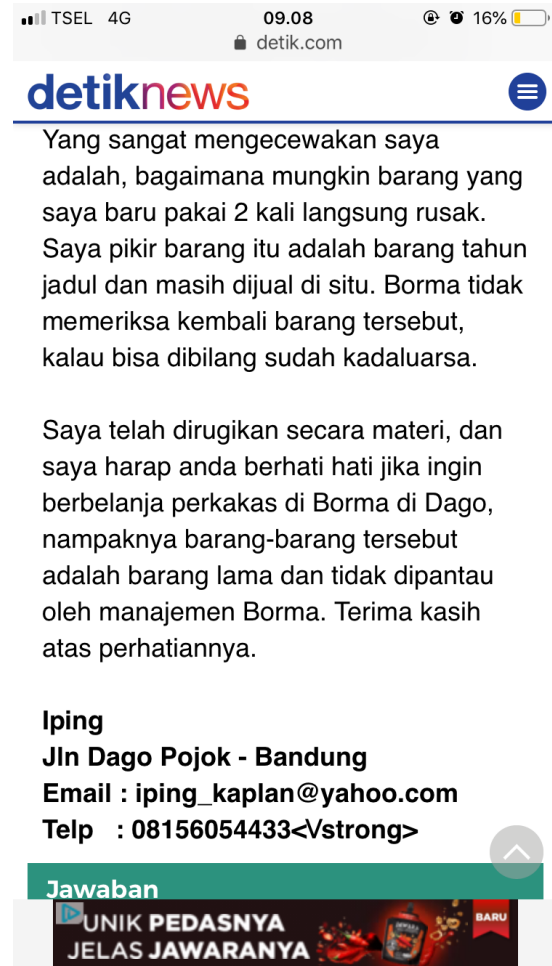 TSEL 4G 09.08 16%
detik.com
detiknews
Yang sangat mengecewakan saya
adalah, bagaimana mungkin barang yang
saya baru pakai 2 kali langsung rusak.
Saya pikir barang itu adalah barang tahun
jadul dan masih dijual di situ. Borma tidak
memeriksa kembali barang tersebut,
kalau bisa dibilang sudah kadaluarsa.
Saya telah dirugikan secara materi, dan
saya harap anda berhati hati jika ingin
berbelanja perkakas di Borma di Dago,
nampaknya barang-barang tersebut
adalah barang lama dan tidak dipantau
oleh manajemen Borma. Terima kasih
atas perhatiannya.
Iping
Jln Dago Pojok - Bandung
Email : iping_kaplan@yahoo.com
Telp : 08156054433<\/strong>
Jawaban
UNIK PEDASNYA
JELAS JAWARANYA
BARU